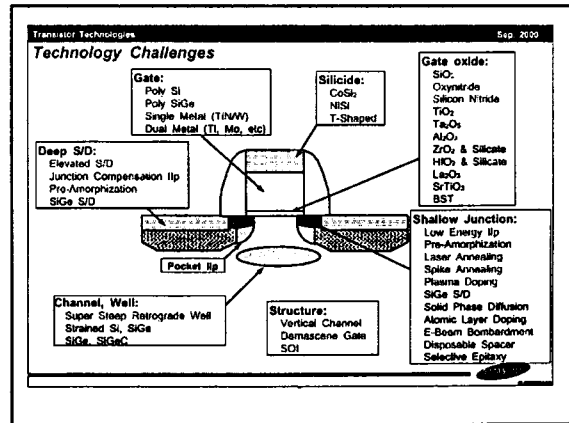 Transistor Technologies
Sep. 2000
Technology Challenges
Gate:
Poly Si
Poly SiGe
Single Metal (TiN/W)
Dual Metal (Ti, Mo, etc)
Silicide:
CoSi₂
NiSi
T-Shaped
Gate oxide:
SiO₂
Oxynitride
Silicon Nitride
TiO₂
Ta₂O₅
Al₂O₃
ZrO₂ & Silicate
HfO₂ & Silicate
La₂O₃
SrTiO₃
BST
Deep S/D:
Elevated S/D
Junction Compensation I/p
Pre-Amorphization
SiGe S/D
Pocket I/p
Shallow Junction:
Low Energy I/p
Pre-Amorphization
Laser Annealing
Spike Annealing
Plasma Doping
SiGe S/D
Solid Phase Diffusion
Atomic Layer Doping
E-Beam Bombardment
Disposable Spacer
Selective Epitaxy
Channel, Well:
Super Steep Retrograde Well
Strained Si, SiGe
SiGe, SiGeC
Structure:
Vertical Channel
Damascene Gate
SOI